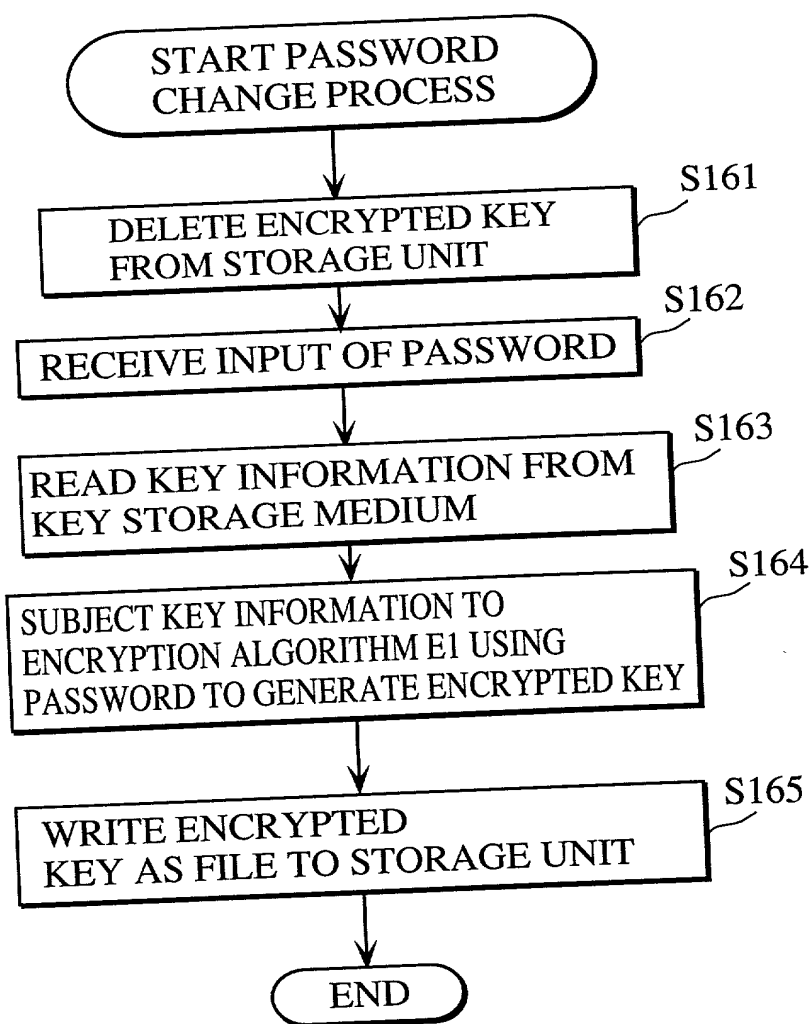 START PASSWORD
CHANGE PROCESS
S161
DELETE ENCRYPTED KEY
FROM STORAGE UNIT
S162
RECEIVE INPUT OF PASSWORD
S163
READ KEY INFORMATION FROM
KEY STORAGE MEDIUM
S164
SUBJECT KEY INFORMATION TO
ENCRYPTION ALGORITHM E1 USING
PASSWORD TO GENERATE ENCRYPTED KEY
S165
WRITE ENCRYPTED
KEY AS FILE TO STORAGE UNIT
END